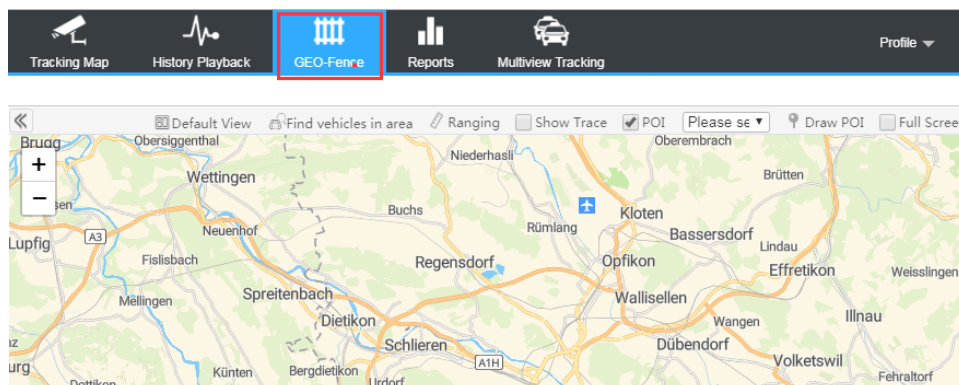 Tracking Map History Playback GEO-Fence Reports Multiview Tracking Profile
Default View Find vehicles in area Ranging Show Trace POI Please se Draw POI Full Scree
Brugg Obersiggenthal Niederhasli Oberembrach
+
Wettingen Brütten
−
Buchs Kloten
Lupfig A3 Neuenhof Rümlang Bassersdorf Lindau
Fislisbach Regensdorf Opfikon Effretikon Weisslingen
Mellingen Spreitenbach Wallisellen
Dietikon Wangen Illnau
Schlieren Dübendorf
urg Künten Bergdietikon A1H Volketswil Fehraltorf
Dottikon Urdorf